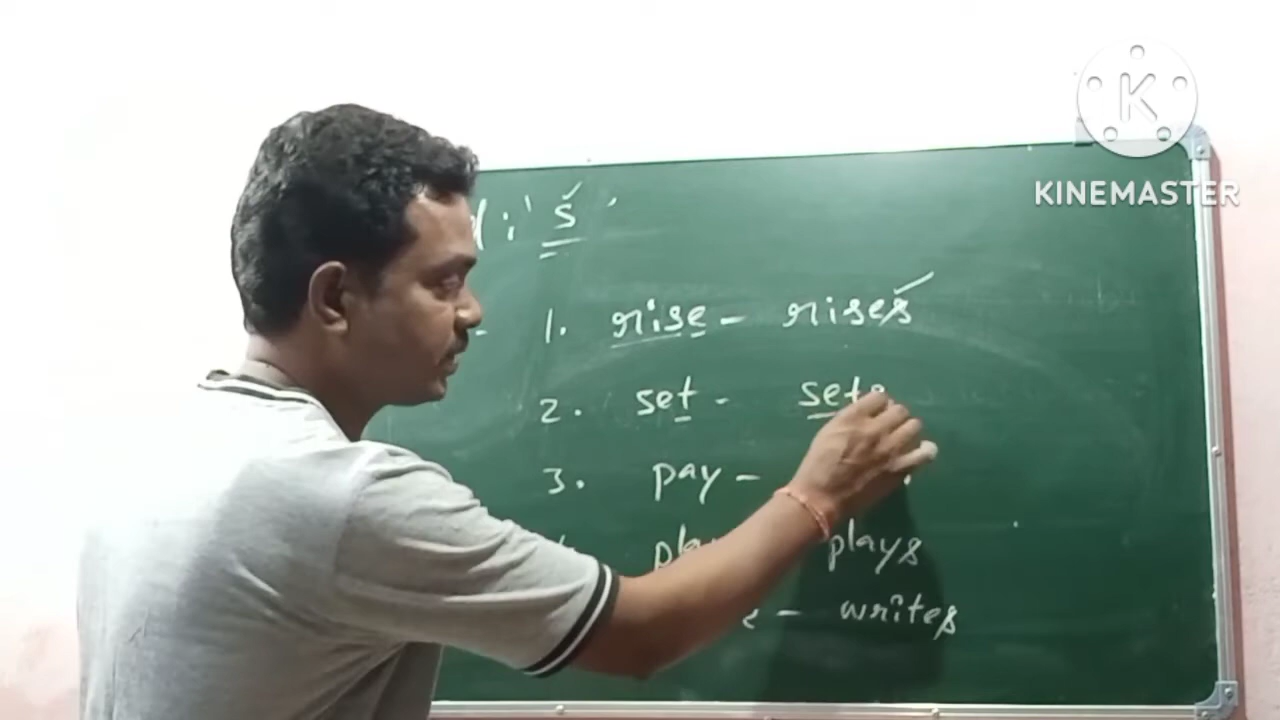 KINEMASTER
's'
1. rise - rises
2. set - sets
3. pay -
plays
- writes